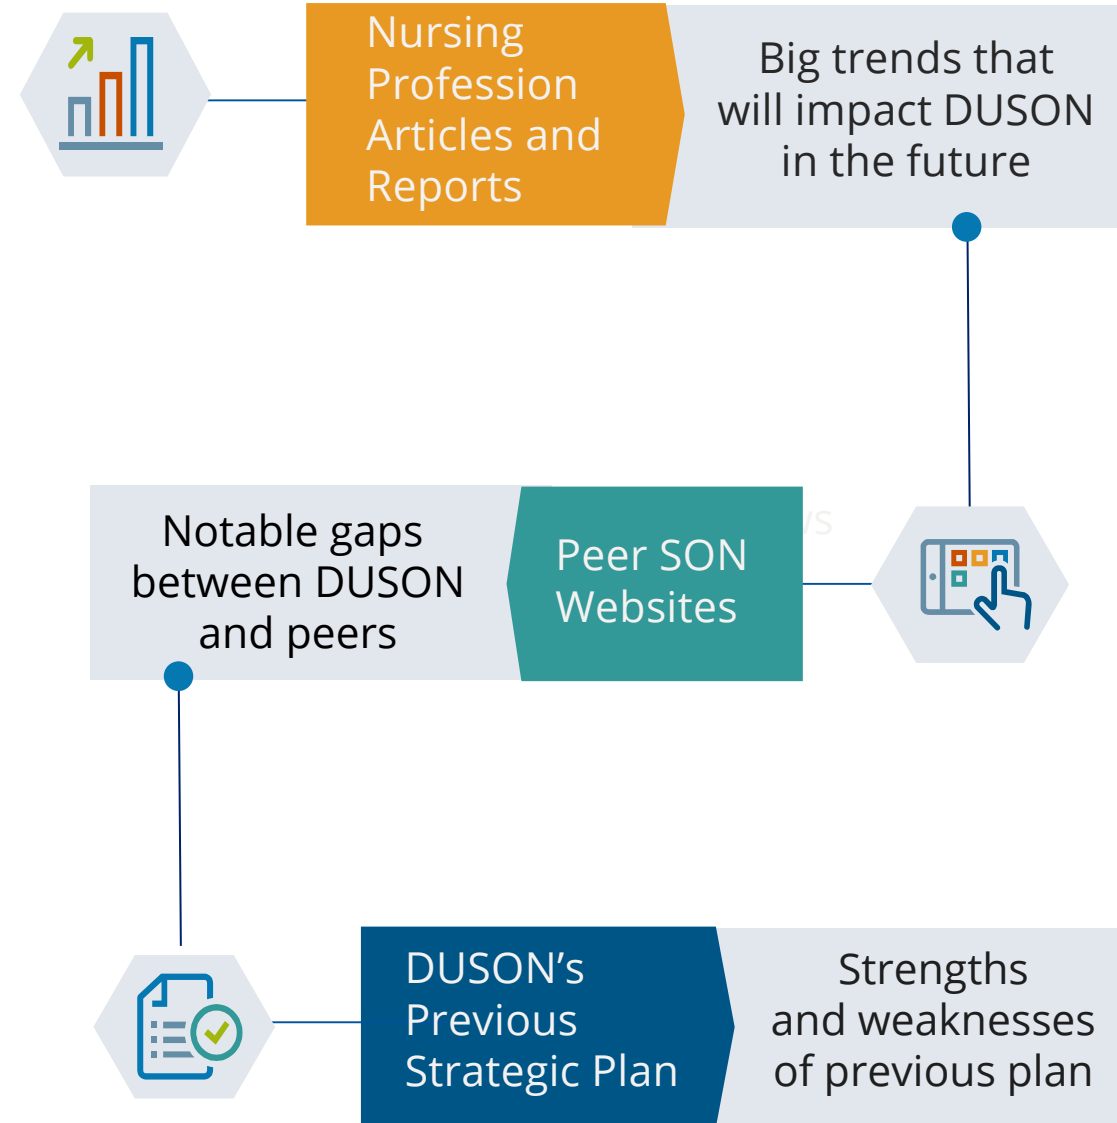 Nursing
Profession
Articles and
Reports
Big trends that
will impact DUSON
in the future
Notable gaps
between DUSON
and peers
Peer SON
Websites
DUSON’s
Previous
Strategic Plan
Strengths
and weaknesses
of previous plan